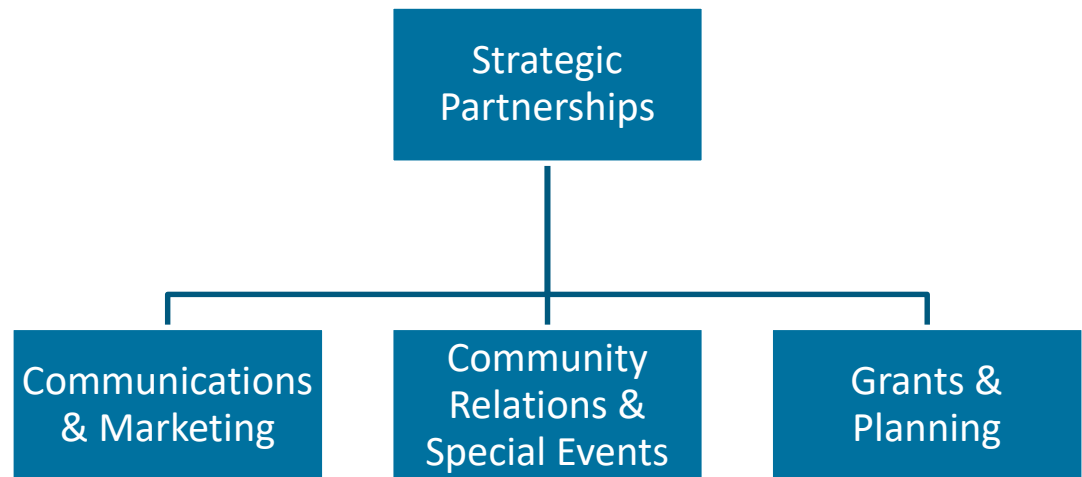 Strategic
Partnerships
Communications
& Marketing
Community
Relations &
Special Events
Grants &
Planning